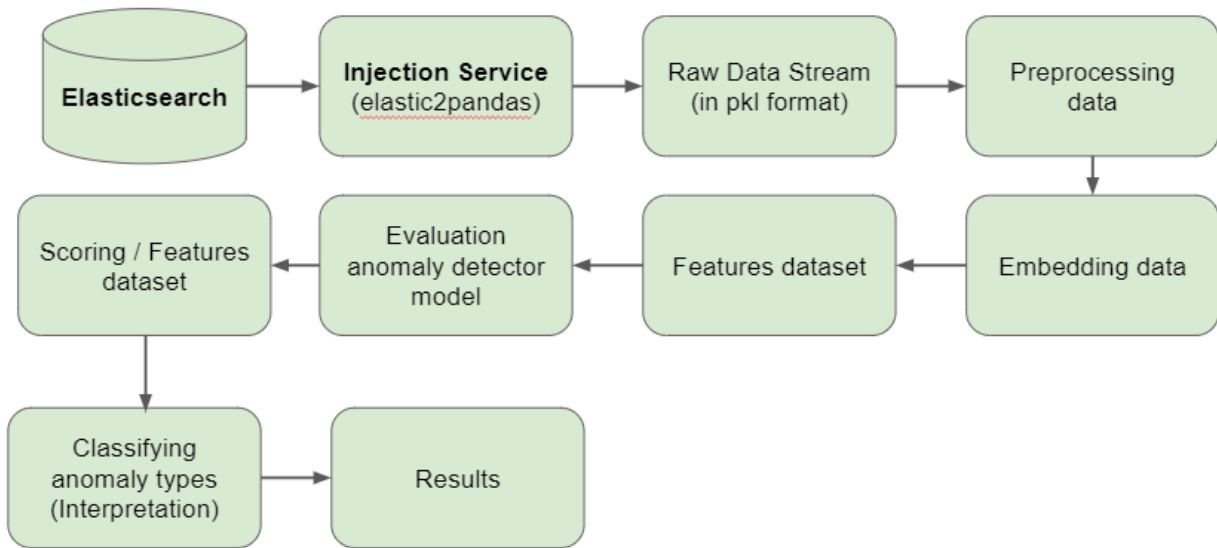 Elasticsearch
Injection Service
(elastic2pandas)
Raw Data Stream
(in pkl format)
Preprocessing
data
Embedding data
Features dataset
Evaluation
anomaly detector
model
Scoring / Features
dataset
Classifying
anomaly types
(Interpretation)
Results